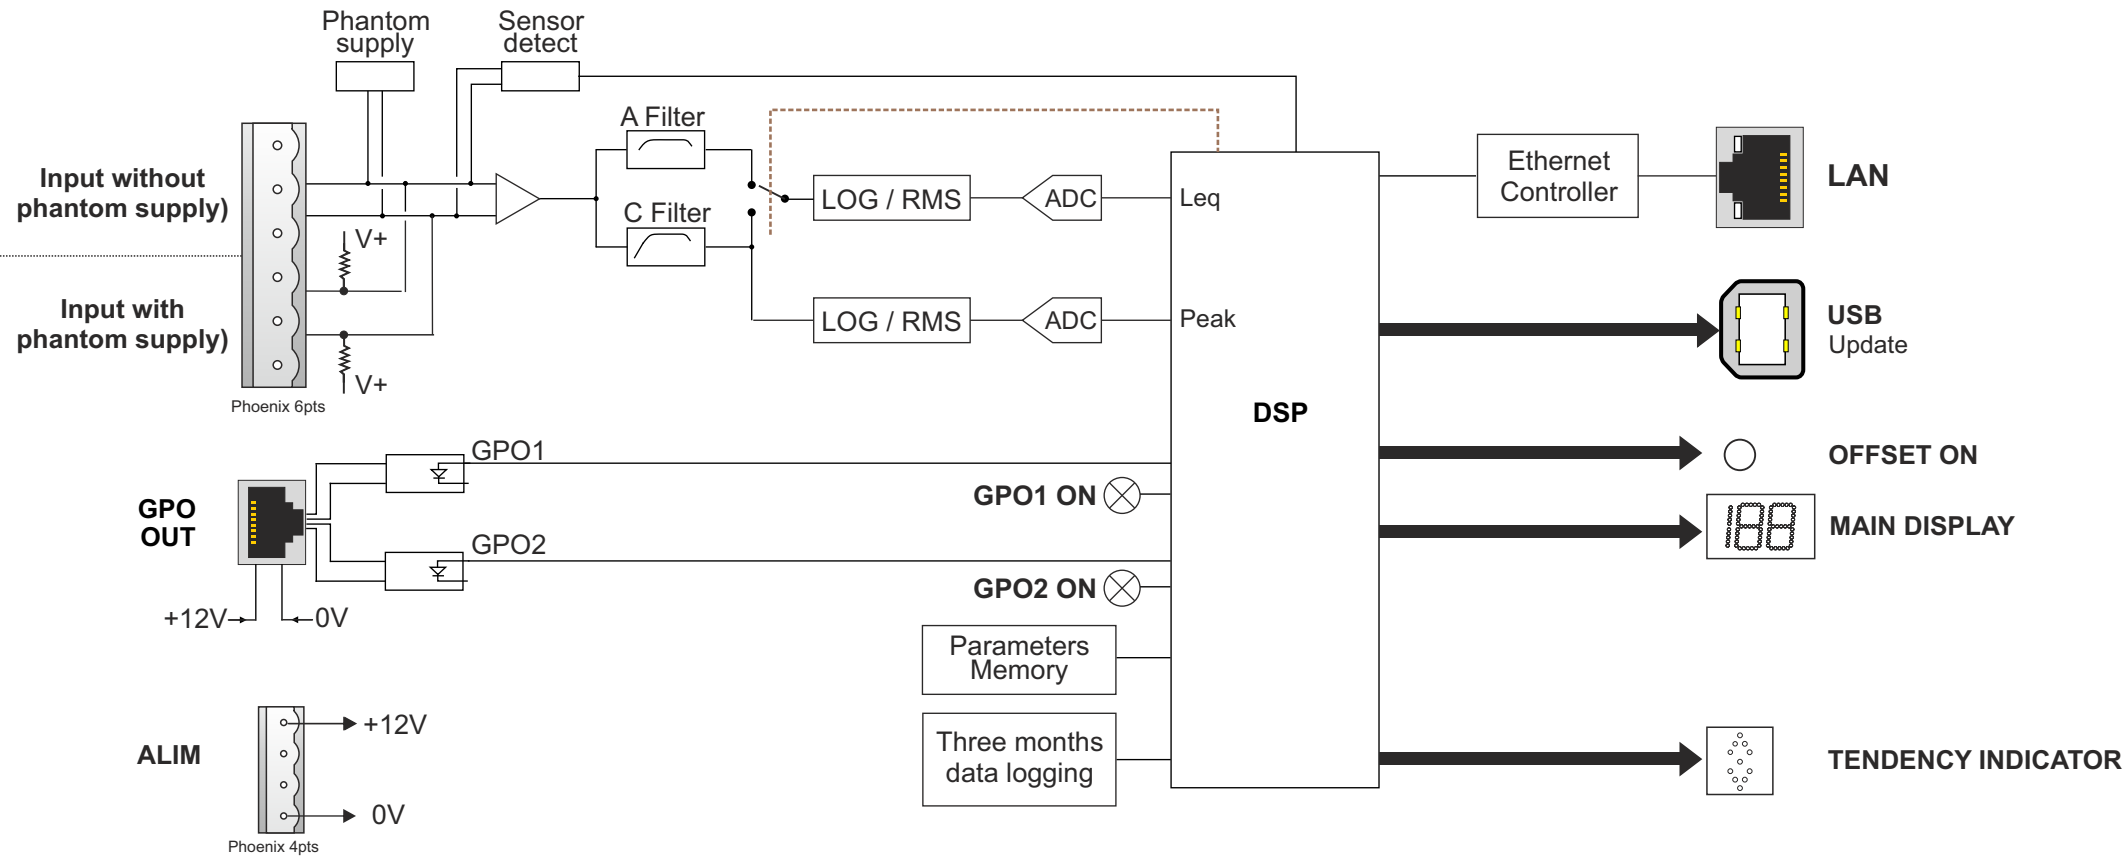 Phantom
supply
Sensor
detect
A Filter
C Filter
Input without
phantom supply)
V+
Input with
phantom supply)
V+
Phoenix 6pts
LOG / RMS
ADC
Leq
LOG / RMS
ADC
Peak
DSP
Ethernet
Controller
LAN
USB
Update
OFFSET ON
188
MAIN DISPLAY
TENDENCY INDICATOR
GPO
OUT
GPO1
GPO1 ON
GPO2
GPO2 ON
+12V
0V
Parameters
Memory
Three months
data logging
ALIM
+12V
0V
Phoenix 4pts